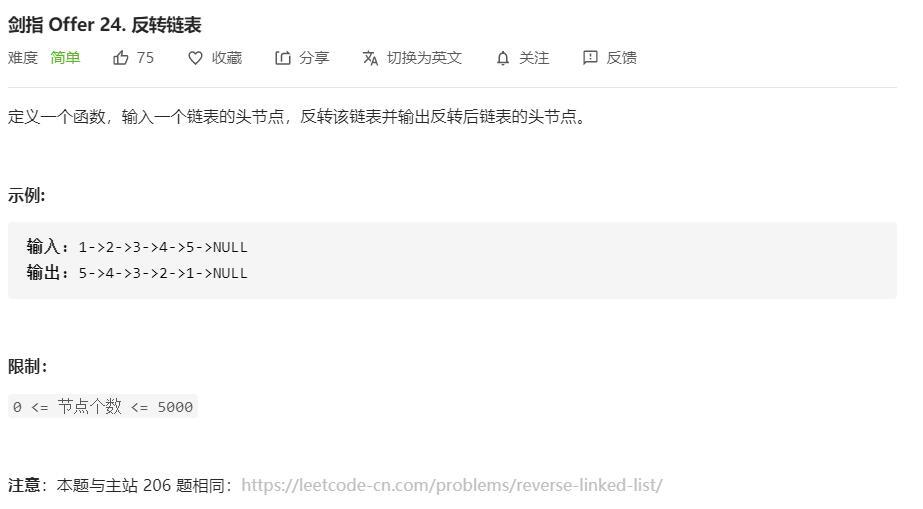 剑指 Offer 24. 反转链表
难度 简单 75 收藏 分享 切换为英文 关注 反馈
定义一个函数，输入一个链表的头节点，反转该链表并输出反转后链表的头节点。
示例:
输入: 1->2->3->4->5->NULL
输出: 5->4->3->2->1->NULL
限制：
0 <= 节点个数 <= 5000
注意：本题与主站 206 题相同：https://leetcode-cn.com/problems/reverse-linked-list/